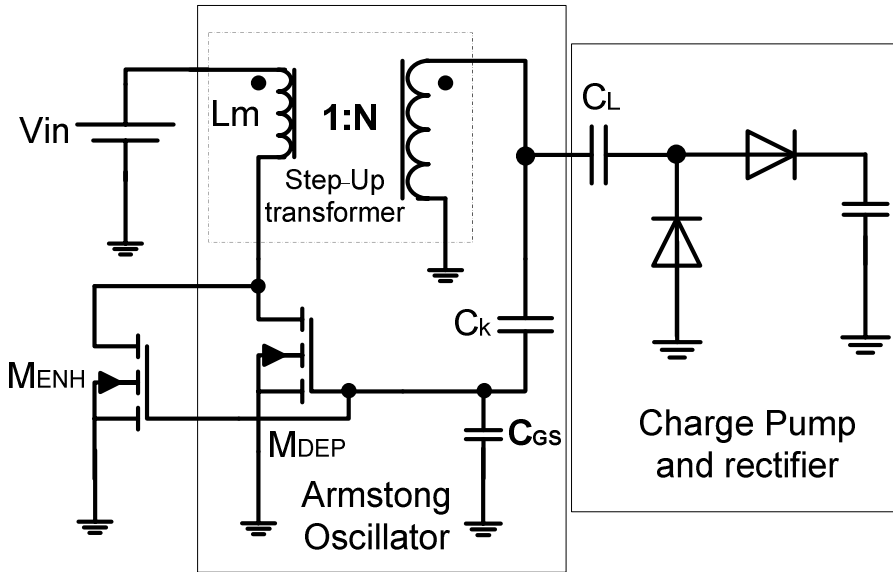 Vin
Lm
1:N
Step-Up
transformer
CL
Ck
MENH
MDEP
CGS
Armstong
Oscillator
Charge Pump
and rectifier